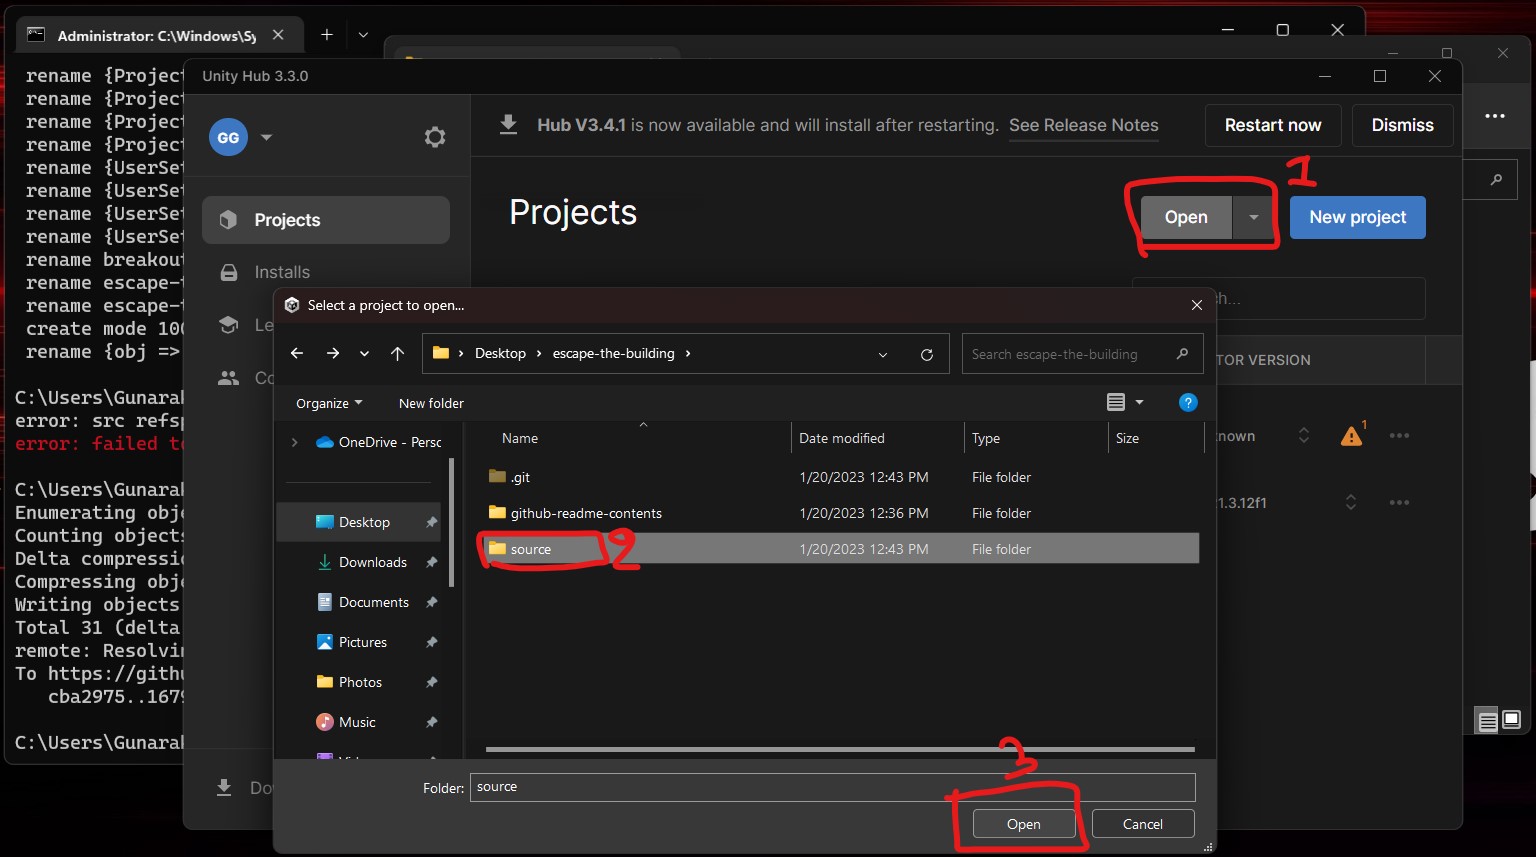 Administrator: C:\Windows\Sy
rename {Project
rename {Project
rename {Project
rename {Project
rename {UserSet
rename {UserSet
rename {UserSet
rename {UserSet
rename breakout
rename escape-t
rename escape-t
create mode 100
rename {obj =>
C:\Users\Gunarak
error: src refsp
error: failed to
C:\Users\Gunarak
Enumerating obje
Counting objects
Delta compressio
Compressing obje
Writing objects
Total 31 (delta
remote: Resolvin
To https://githu
cba2975..1679
C:\Users\Gunarak
Unity Hub 3.3.0
GG
Hub V3.4.1 is now available and will install after restarting. See Release Notes
Restart now
Dismiss
Projects
Installs
Le
Co
Do
Projects
Open
1
New project
ch...
TOR VERSION
nown
1
1.3.12f1
Select a project to open...
Desktop
escape-the-building
Search escape-the-building
Organize
New folder
?
OneDrive - Persc
Desktop
Downloads
Documents
Pictures
Photos
Music
Name Date modified Type Size
.git 1/20/2023 12:43 PM File folder
github-readme-contents 1/20/2023 12:36 PM File folder
source 1/20/2023 12:43 PM File folder
2
Folder: source
3
Open
Cancel